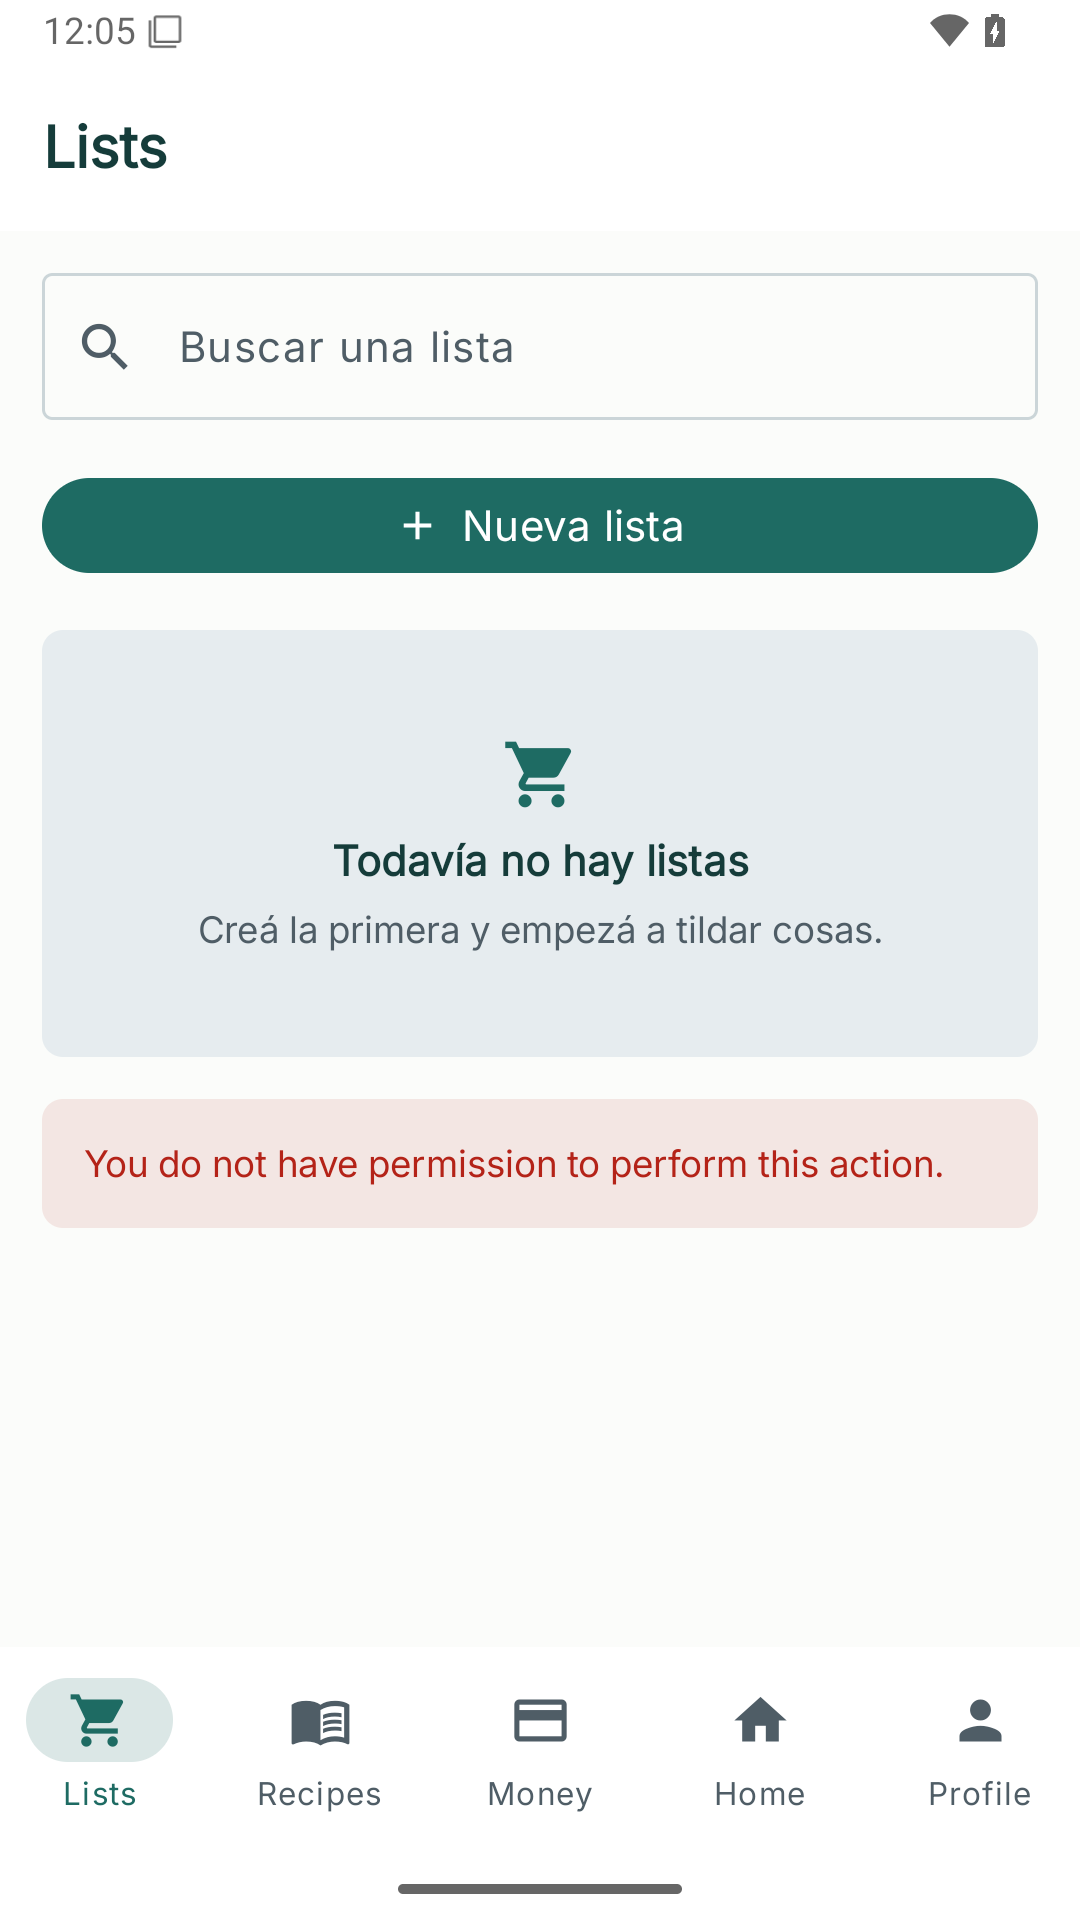 12:05
Lists
Buscar una lista
+ Nueva lista
Todavía no hay listas
Creá la primera y empezá a tildar cosas.
You do not have permission to perform this action.
Lists Recipes Money Home Profile